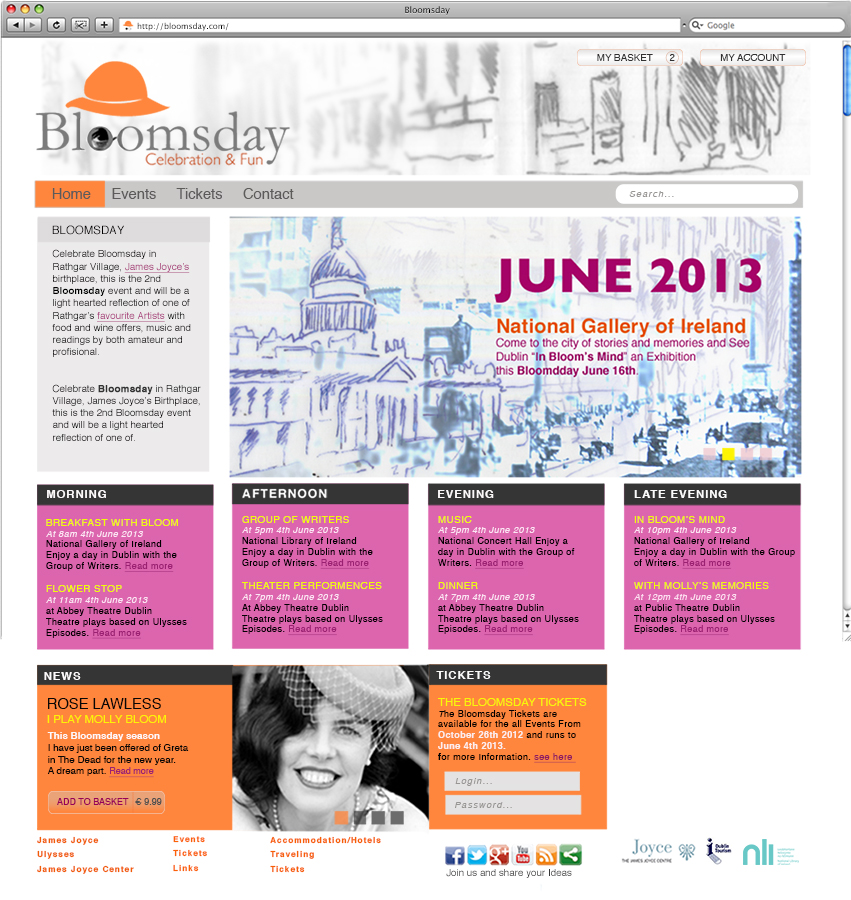 Bloomsday
http://bloomsday.com/
Google
MY BASKET 2
MY ACCOUNT
Bloomsday
Celebration & Fun
Home Events Tickets Contact
Search...
BLOOMSDAY
Celebrate Bloomsday in
Rathgar Village, James Joyce's
birthplace, this is the 2nd
Bloomsday event and will be a
light hearted reflection of one of
Rathgar's favourite Artists with
food and wine offers, music and
readings by both amateur and
profisional.
Celebrate Bloomsday in Rathgar
Village, James Joyce's Birthplace,
this is the 2nd Bloomsday event
and will be a light hearted
reflection of one of.
JUNE 2013
National Gallery of Ireland
Come to the city of stories and memories and See
Dublin "In Bloom's Mind" an Exhibition
this Bloomdday June 16th.
MORNING
BREAKFAST WITH BLOOM
At 8am 4th June 2013
National Gallery of Ireland
Enjoy a day in Dublin with the
Group of Writers. Read more
FLOWER STOP
At 11am 4th June 2013
at Abbey Theatre Dublin
Theatre plays based on Ulysses
Episodes. Read more
AFTERNOON
GROUP OF WRITERS
At 5pm 4th June 2013
National Library of Ireland
Enjoy a day in Dublin with the
Group of Writers. Read more
THEATER PERFORMENCES
At 7pm 4th June 2013
At Abbey Theatre Dublin
Theatre plays based on Ulysses
Episodes. Read more
EVENING
MUSIC
At 5pm 4th June 2013
National Concert Hall Enjoy a
day in Dublin with the Group of
Writers. Read more
DINNER
At 7pm 4th June 2013
at Abbey Theatre Dublin
Theatre plays based on Ulysses
Episodes. Read more
LATE EVENING
IN BLOOM'S MIND
At 10pm 4th June 2013
National Gallery of Ireland
Enjoy a day in Dublin with the Group
of Writers. Read more
WITH MOLLY'S MEMORIES
At 12pm 4th June 2013
at Public Theatre Dublin
Theatre plays based on Ulysses
Episodes. Read more
NEWS
ROSE LAWLESS
I PLAY MOLLY BLOOM
This Bloomsday season
I have just been offered of Greta
in The Dead for the new year.
A dream part. Read more
ADD TO BASKET € 9.99
TICKETS
THE BLOOMSDAY TICKETS
The Bloomsday Tickets are
available for the all Events From
October 26th 2012 and runs to
June 4th 2013.
for more information. see here
Login...
Password...
James Joyce
Ulysses
James Joyce Center
Events
Tickets
Links
Accommodation/Hotels
Traveling
Tickets
You
Tube
Join us and share your Ideas
Joyce
THE JAMES JOYCE CENTRE
Dublin
Tourism
nli